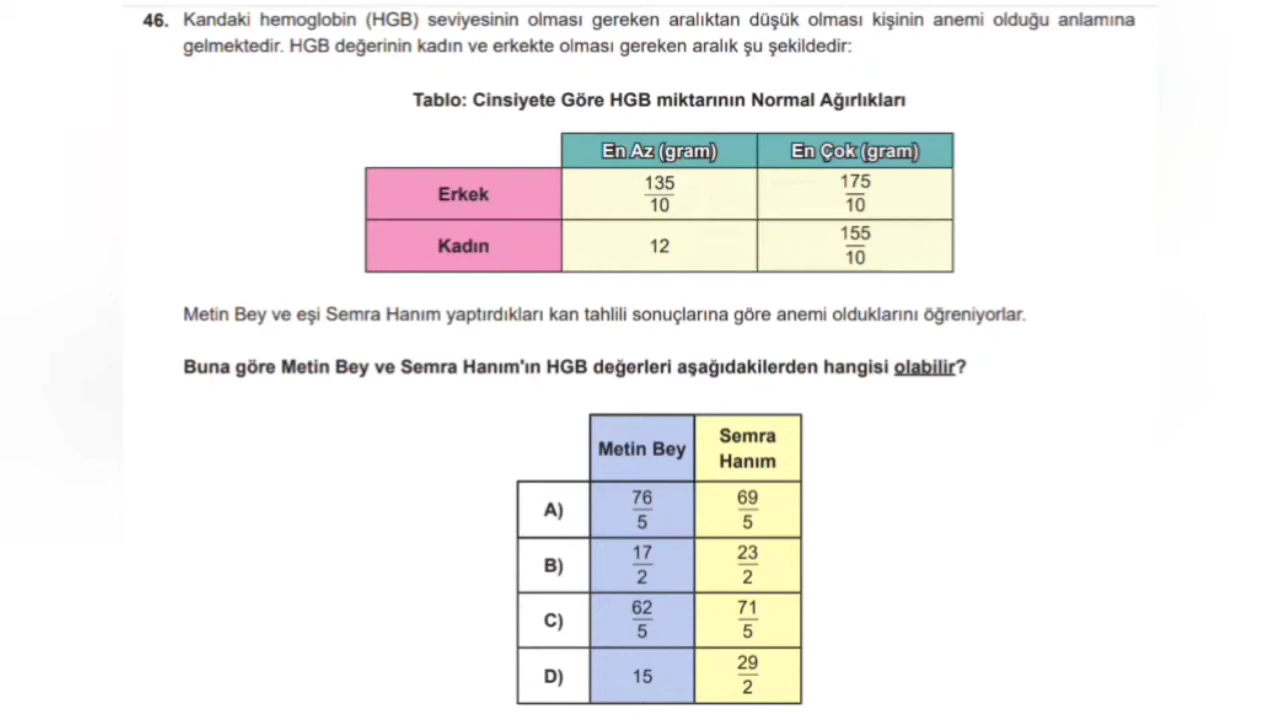 46. Kandaki hemoglobin (HGB) seviyesinin olması gereken aralıktan düşük olması kişinin anemi olduğu anlamına
gelmektedir. HGB değerinin kadın ve erkekte olması gereken aralık şu şekildedir:
Tablo: Cinsiyete Göre HGB miktarının Normal Ağırlıkları
En Az (gram) En Çok (gram)
Erkek 135/10 175/10
Kadın 12 155/10
Metin Bey ve eşi Semra Hanım yaptırdıkları kan tahlili sonuçlarına göre anemi olduklarını öğreniyorlar.
Buna göre Metin Bey ve Semra Hanım'ın HGB değerleri aşağıdakilerden hangisi olabilir?
Metin Bey Semra Hanım
A) 76/5 69/5
B) 17/2 23/2
C) 62/5 71/5
D) 15 29/2